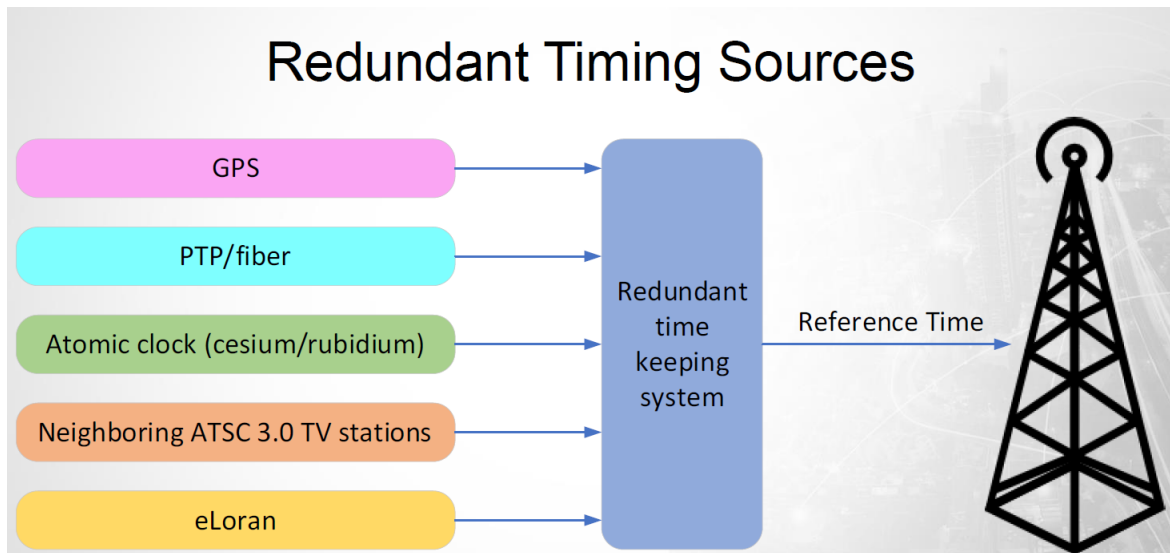 Redundant Timing Sources
GPS
PTP/fiber
Atomic clock (cesium/rubidium)
Neighboring ATSC 3.0 TV stations
eLoran
Redundant
time
keeping
system
Reference Time